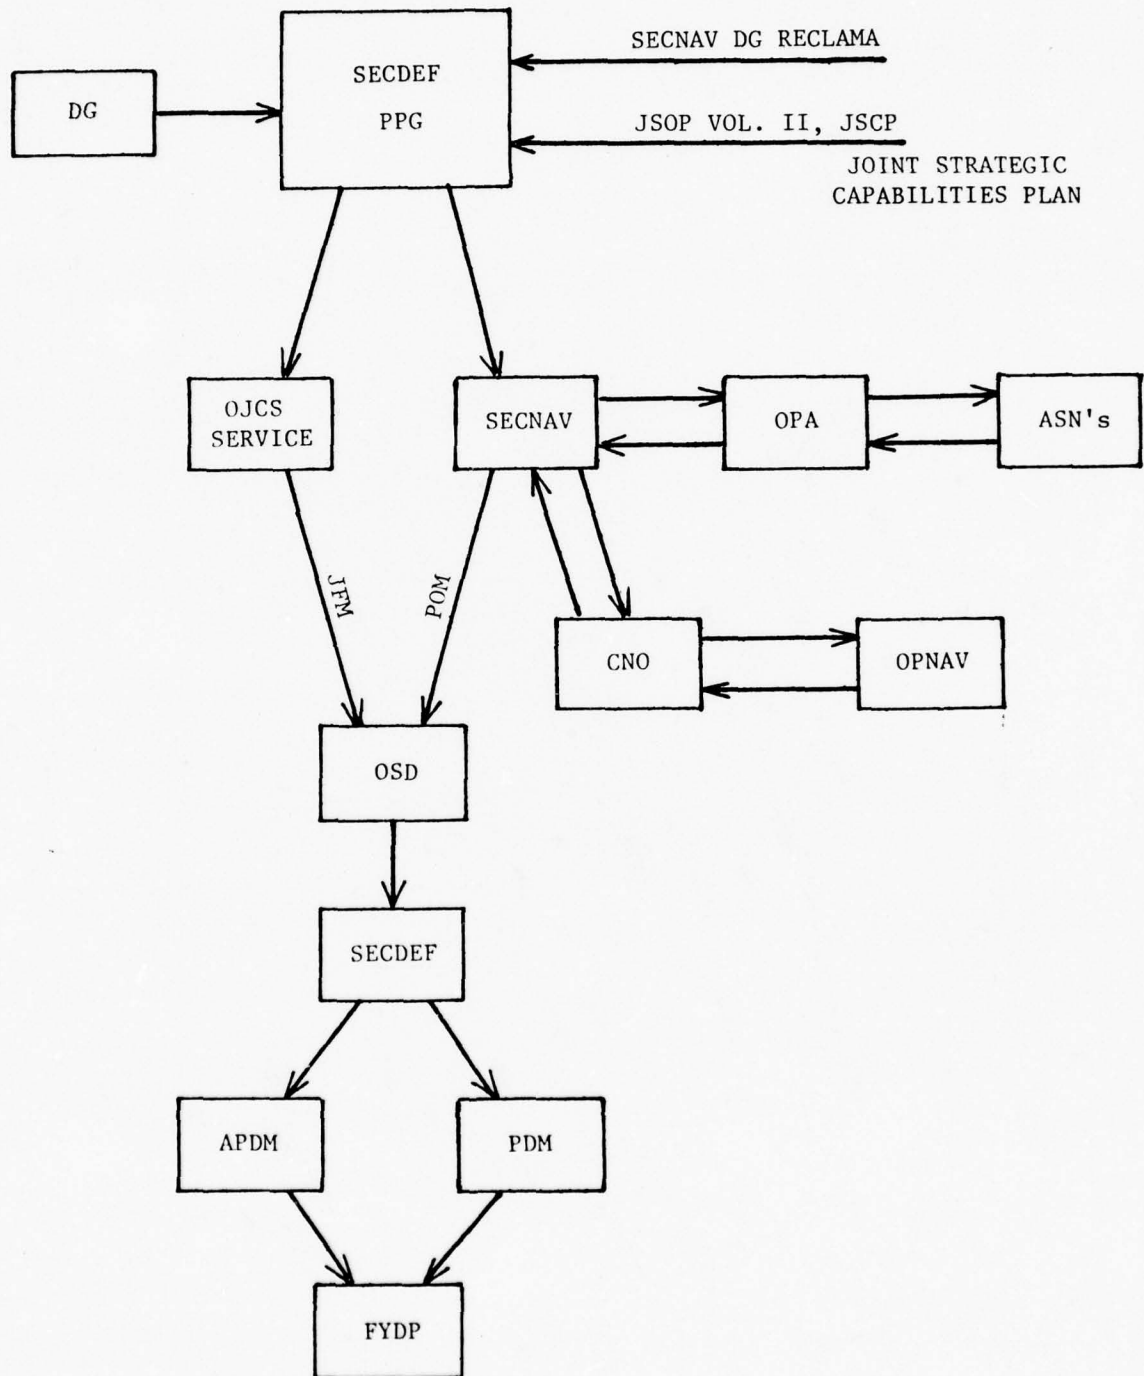 SECNAV DG RECLAMA
SECDEF
PPG
DG
JSOP VOL. II, JSCP
JOINT STRATEGIC
CAPABILITIES PLAN
OJCS
SERVICE
SECNAV
OPA
ASN's
JFM
POM
CNO
OPNAV
OSD
SECDEF
APDM
PDM
FYDP